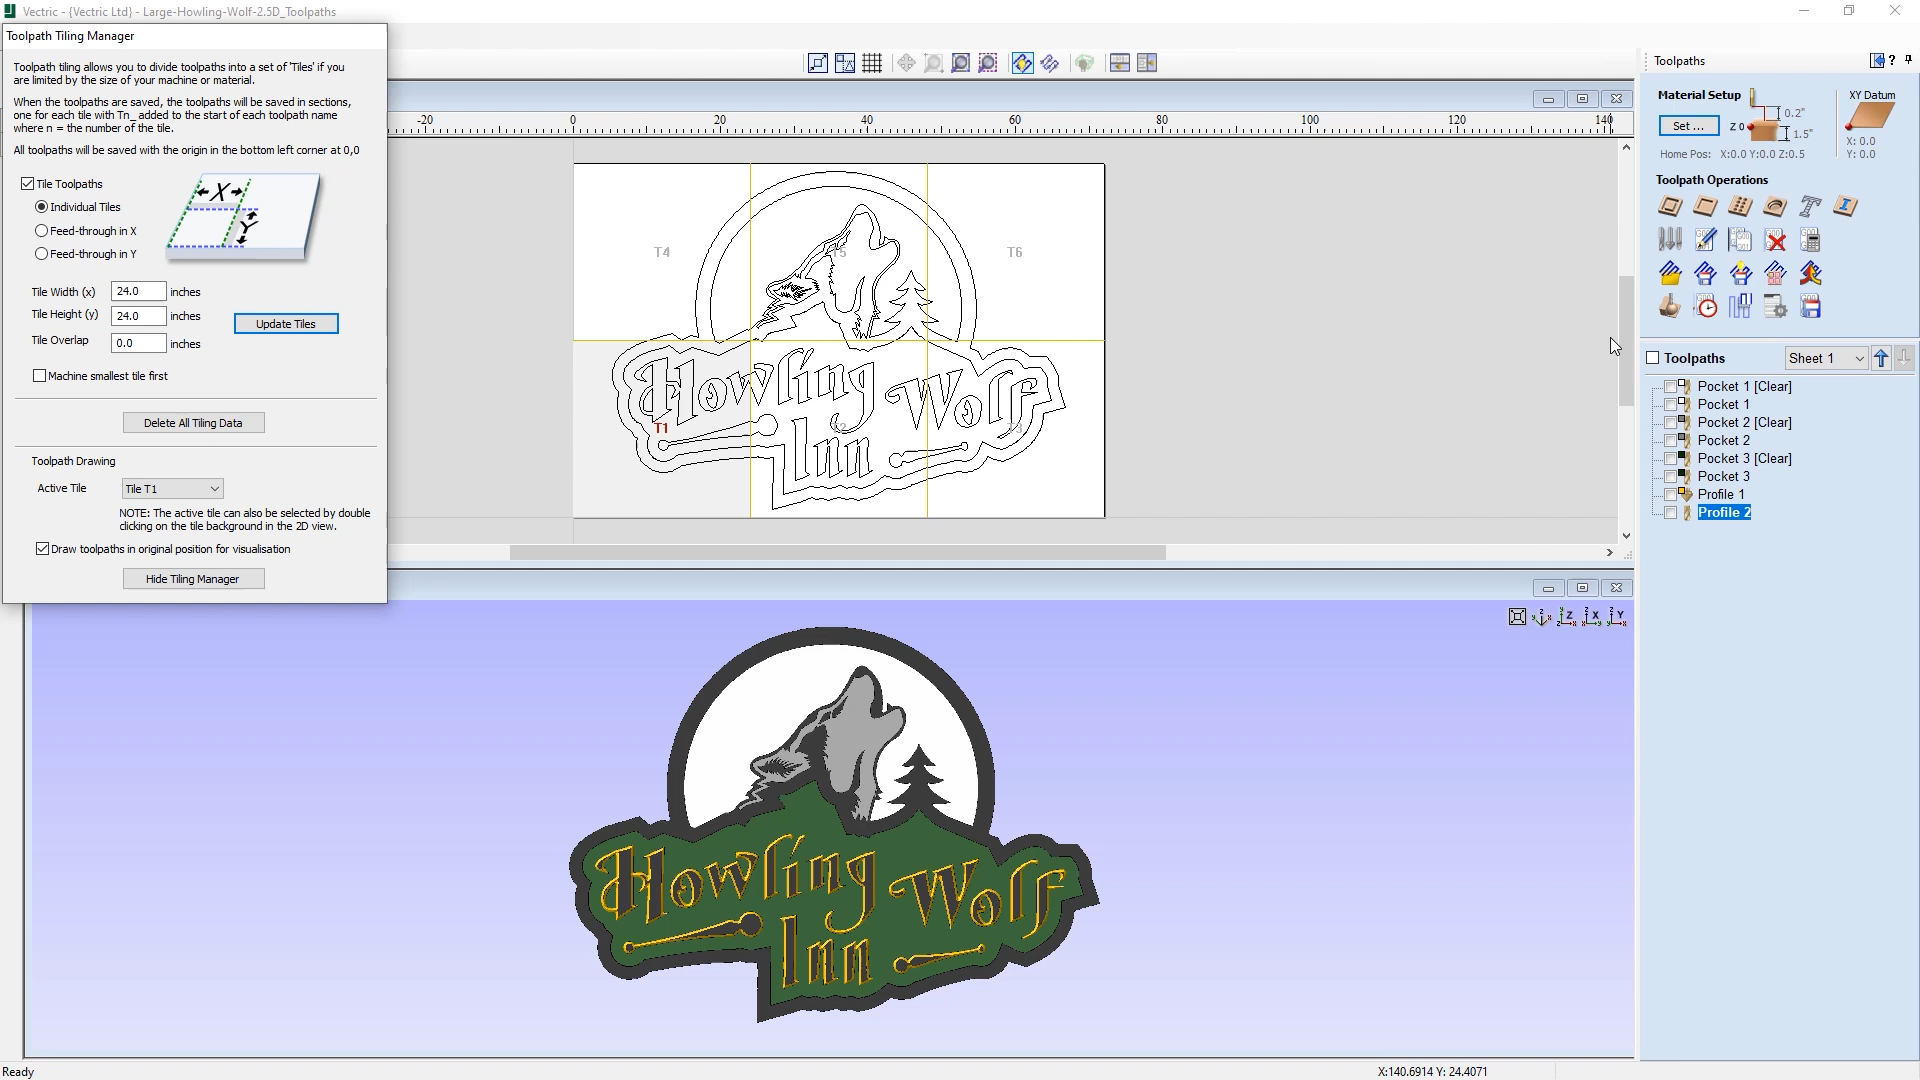 Vectric - {Vectric Ltd} - Large-Howling-Wolf-2.5D_Toolpaths
Toolpath Tiling Manager
Toolpath tiling allows you to divide toolpaths into a set of 'Tiles' if you
are limited by the size of your machine or material.
When the toolpaths are saved, the toolpaths will be saved in sections,
one for each tile with Tn_ added to the start of each toolpath name
where n = the number of the tile.
All toolpaths will be saved with the origin in the bottom left corner at 0,0
Tile Toolpaths
Individual Tiles
Feed-through in X
Feed-through in Y
X
Y
Tile Width (x) 24.0 inches
Tile Height (y) 24.0 inches
Tile Overlap 0.0 inches
Update Tiles
Machine smallest tile first
Delete All Tiling Data
Toolpath Drawing
Active Tile Tile T1
NOTE: The active tile can also be selected by double
clicking on the tile background in the 2D view.
Draw toolpaths in original position for visualisation
Hide Tiling Manager
-20 0 20 40 60 80 100 120 140
T4 T5 T6
Howling Wolf
Inn
T1 T2 T3
Howling Wolf
Inn
Toolpaths
Material Setup
Set ...
Z 0
0.2"
1.5"
XY Datum
X: 0.0
Y: 0.0
Home Pos: X:0.0 Y:0.0 Z:0.5
Toolpath Operations
Toolpaths Sheet 1
Pocket 1 [Clear]
Pocket 1
Pocket 2 [Clear]
Pocket 2
Pocket 3 [Clear]
Pocket 3
Profile 1
Profile 2
Ready
X:140.6914 Y: 24.4071